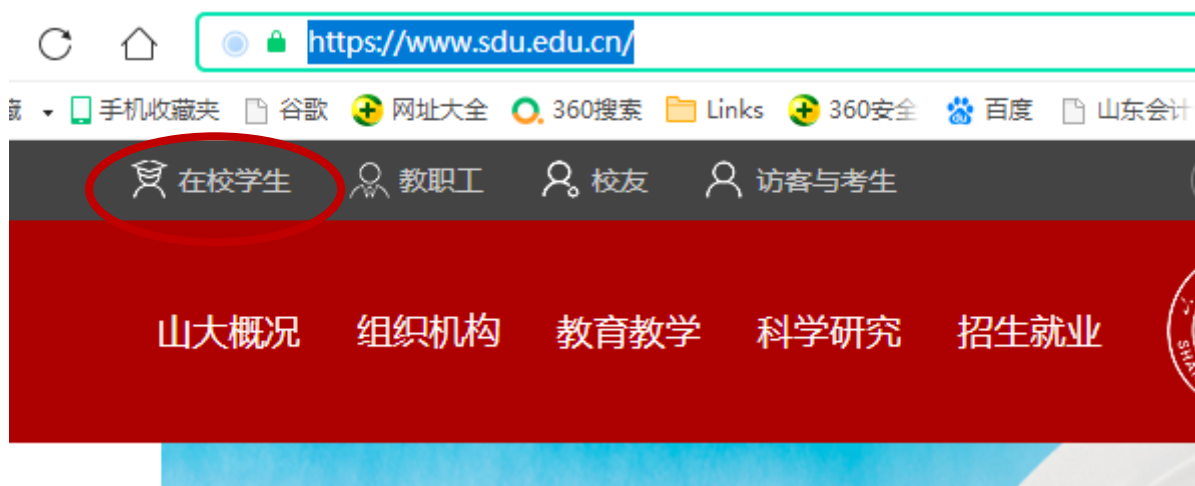 https://www.sdu.edu.cn/
手机收藏夹 谷歌 网址大全 360搜索 Links 360安全 百度 山东会计
在校学生 教职工 校友 访客与考生
山大概况 组织机构 教育教学 科学研究 招生就业